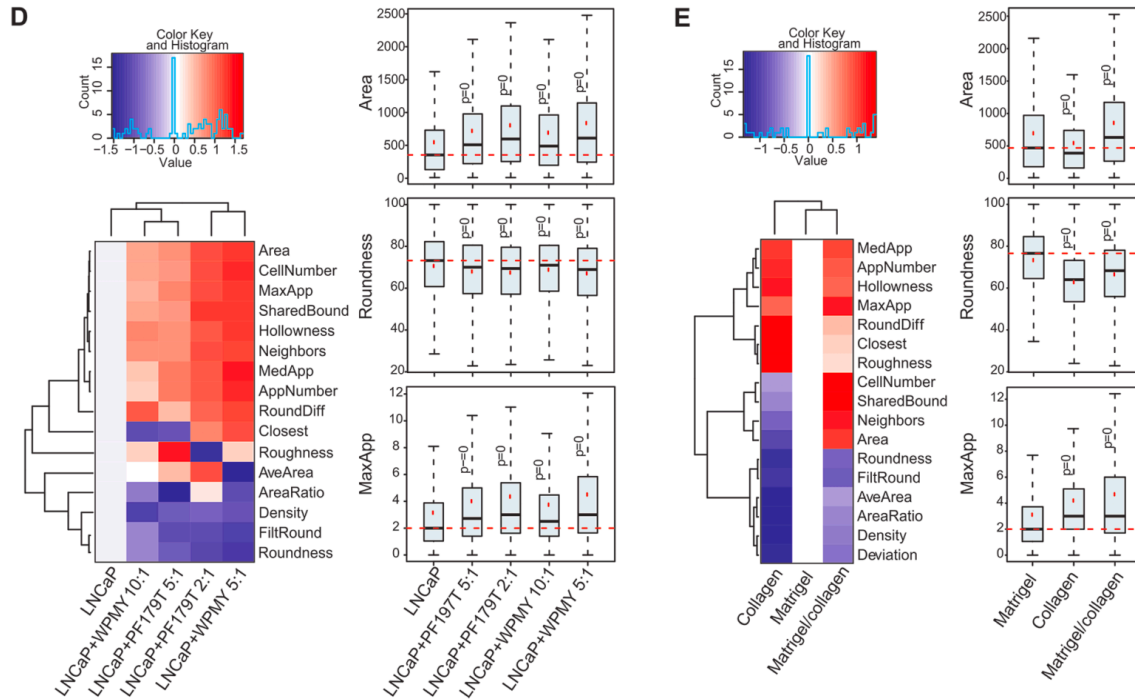 D
Color Key
and Histogram
Count
0 5 10 15
-1.5 -0.5 0 0.5 1 1.5
Value
Area
CellNumber
MaxApp
SharedBound
Hollowness
Neighbors
MedApp
AppNumber
RoundDiff
Closest
Roughness
AveArea
AreaRatio
Density
FiltRound
Roundness
LNCaP
LNCaP+WPMY 10:1
LNCaP+PF179T 5:1
LNCaP+PF179T 2:1
LNCaP+WPMY 5:1
Area
2500
2000
1500
1000
500
0
p=0
p=0
p=0
p=0
Roundness
100
80
60
40
20
p=0
p=0
p=0
p=0
MaxApp
12
10
8
6
4
2
0
p=0
p=0
p=0
p=0
LNCaP
LNCaP+PF197T 5:1
LNCaP+PF179T 2:1
LNCaP+WPMY 10:1
LNCaP+WPMY 5:1
E
Color Key
and Histogram
Count
0 5 10 15
-1 -0.5 0 0.5 1
Value
MedApp
AppNumber
Hollowness
MaxApp
RoundDiff
Closest
Roughness
CellNumber
SharedBound
Neighbors
Area
Roundness
FiltRound
AveArea
AreaRatio
Density
Deviation
Collagen
Matrigel
Matrigel/collagen
Area
2500
2000
1500
1000
500
0
p=0
p=0
Roundness
100
80
60
40
20
p=0
p=0
MaxApp
12
10
8
6
4
2
0
p=0
p=0
Matrigel
Collagen
Matrigel/collagen